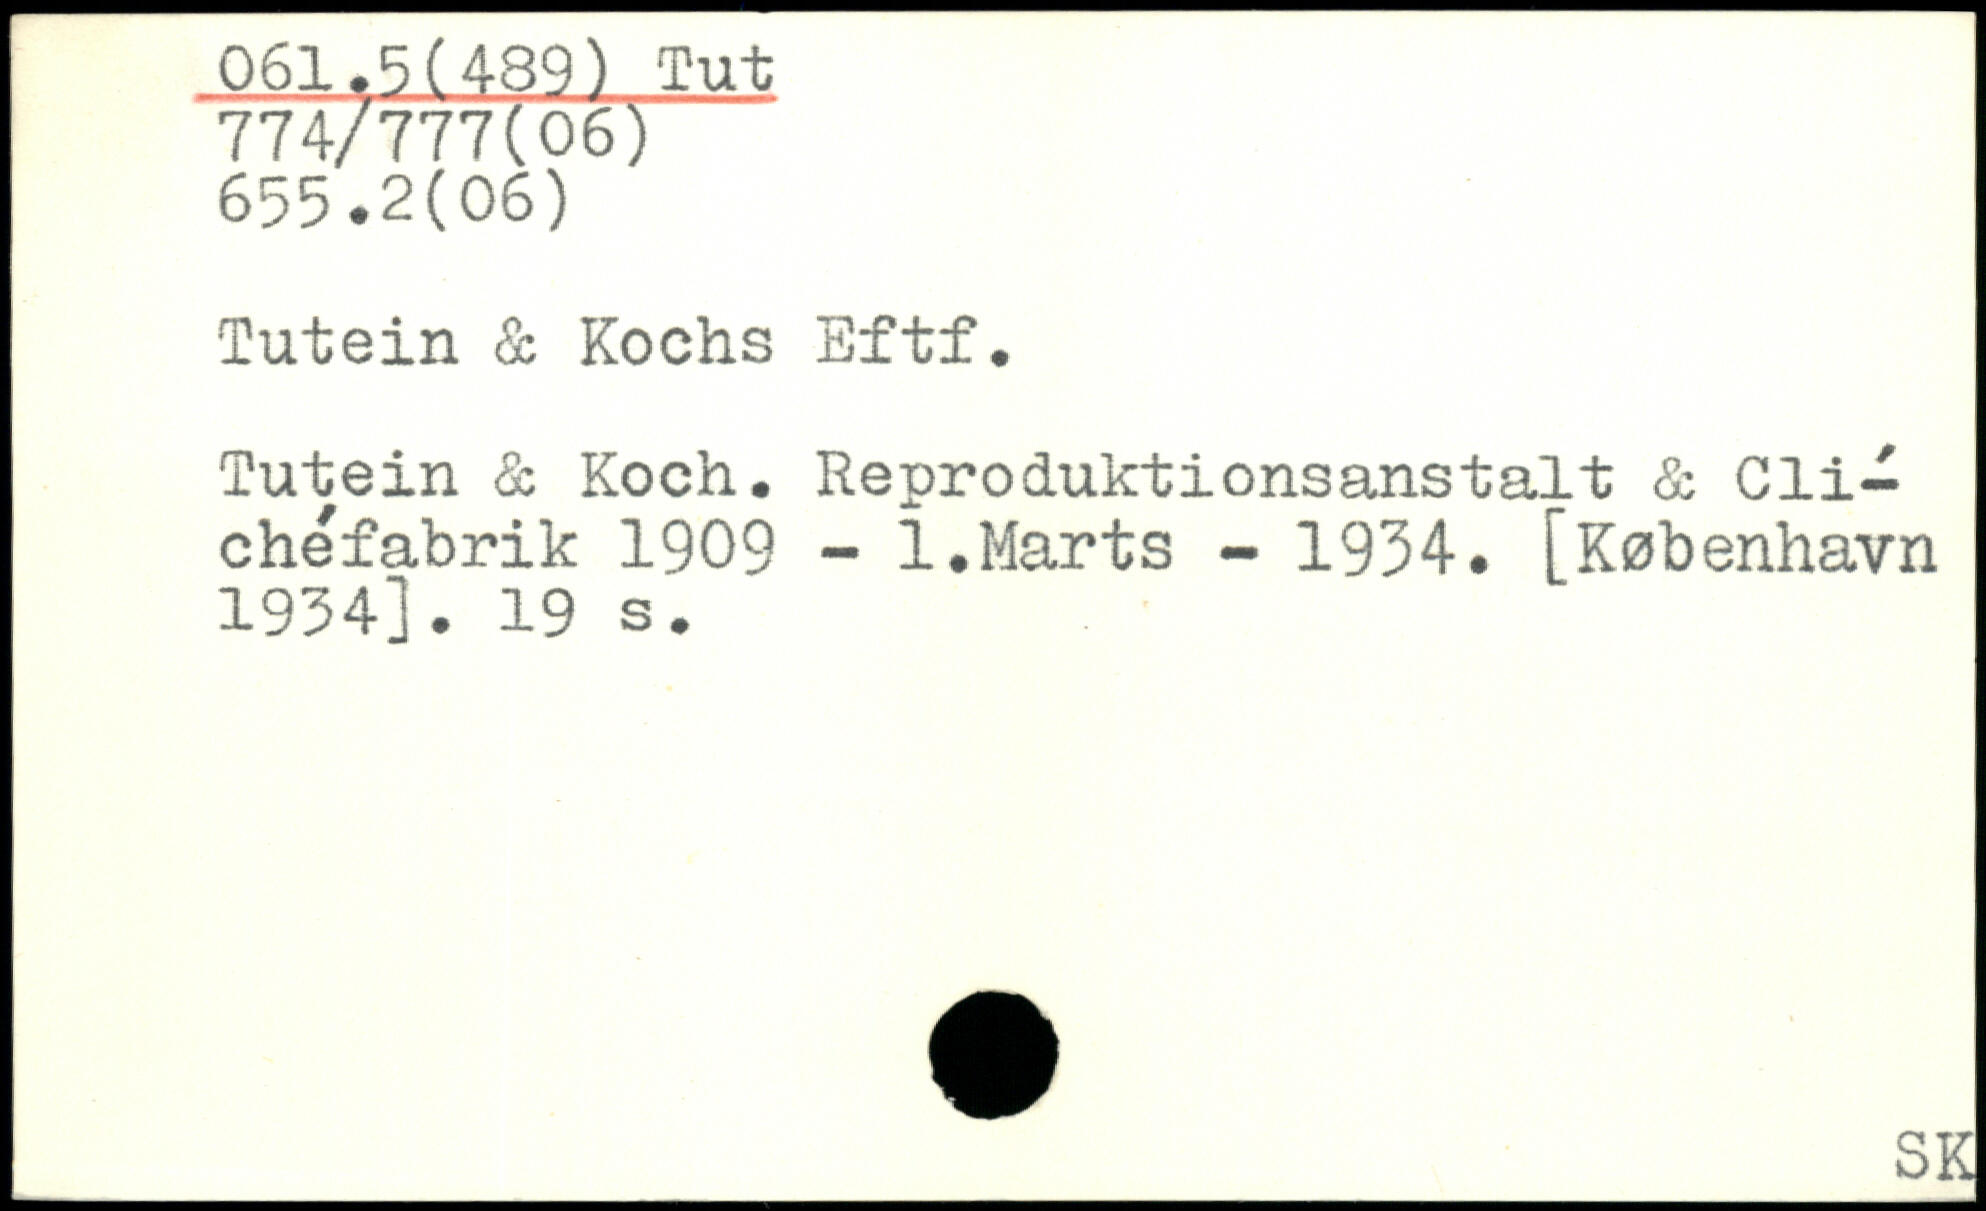 061.5(489) Tut
774/777(06)
655.2(06)
Tutein & Kochs Eftf.
Tutein & Koch. Reproduktionsanstalt & Cli-́
chéfabrik 1909 - 1.Marts - 1934. [København
1934]. 19 s.
SK